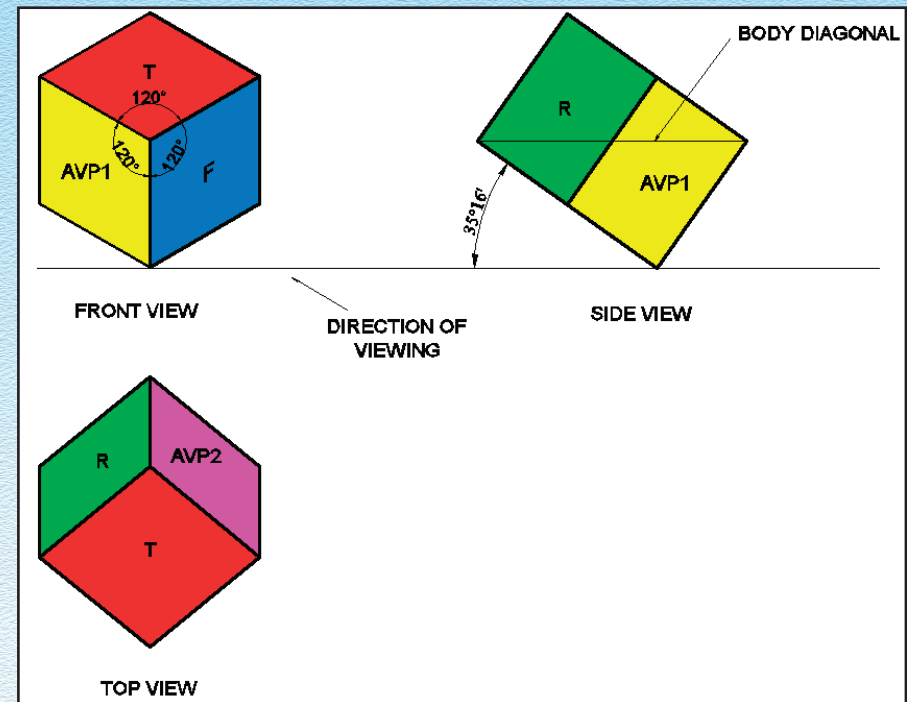 T
120°
120°
120°
AVP1
F
FRONT VIEW
BODY DIAGONAL
R
AVP1
35°16'
SIDE VIEW
DIRECTION OF
VIEWING
R
AVP2
T
TOP VIEW